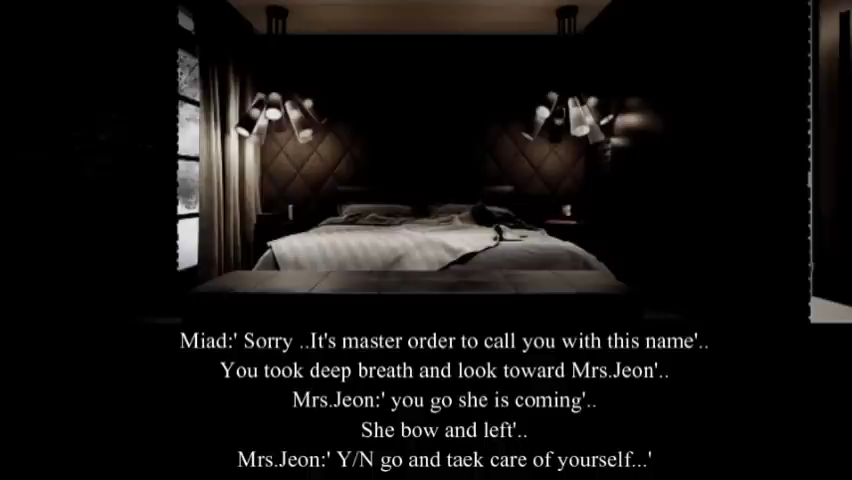 Miad:' Sorry ..It's master order to call you with this name'..
You took deep breath and look toward Mrs.Jeon'..
Mrs.Jeon:' you go she is coming'..
She bow and left'..
Mrs.Jeon:' Y/N go and taek care of yourself...'